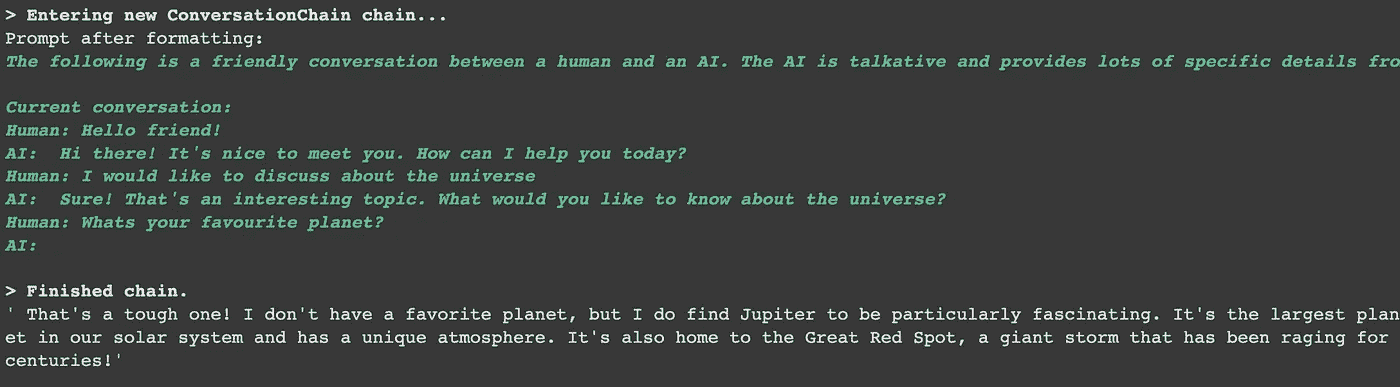 > Entering new ConversationChain chain...
Prompt after formatting:
The following is a friendly conversation between a human and an AI. The AI is talkative and provides lots of specific details fro

Current conversation:
Human: Hello friend!
AI:  Hi there! It's nice to meet you. How can I help you today?
Human: I would like to discuss about the universe
AI:  Sure! That's an interesting topic. What would you like to know about the universe?
Human: Whats your favourite planet?
AI:

> Finished chain.
' That's a tough one! I don't have a favorite planet, but I do find Jupiter to be particularly fascinating. It's the largest plan
et in our solar system and has a unique atmosphere. It's also home to the Great Red Spot, a giant storm that has been raging for
centuries!'